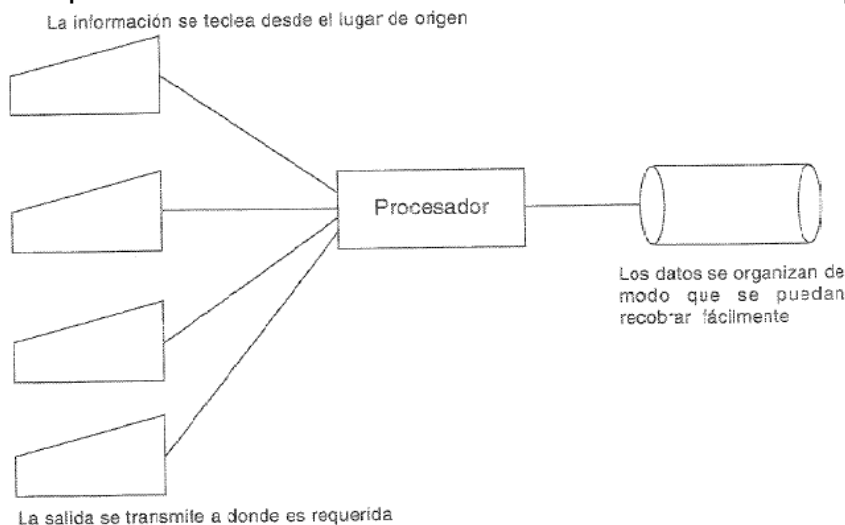 La información se teclea desde el lugar de origen
Procesador
Los datos se organizan de
modo que se puedan
recobrar fácilmente
La salida se transmite a donde es requerida